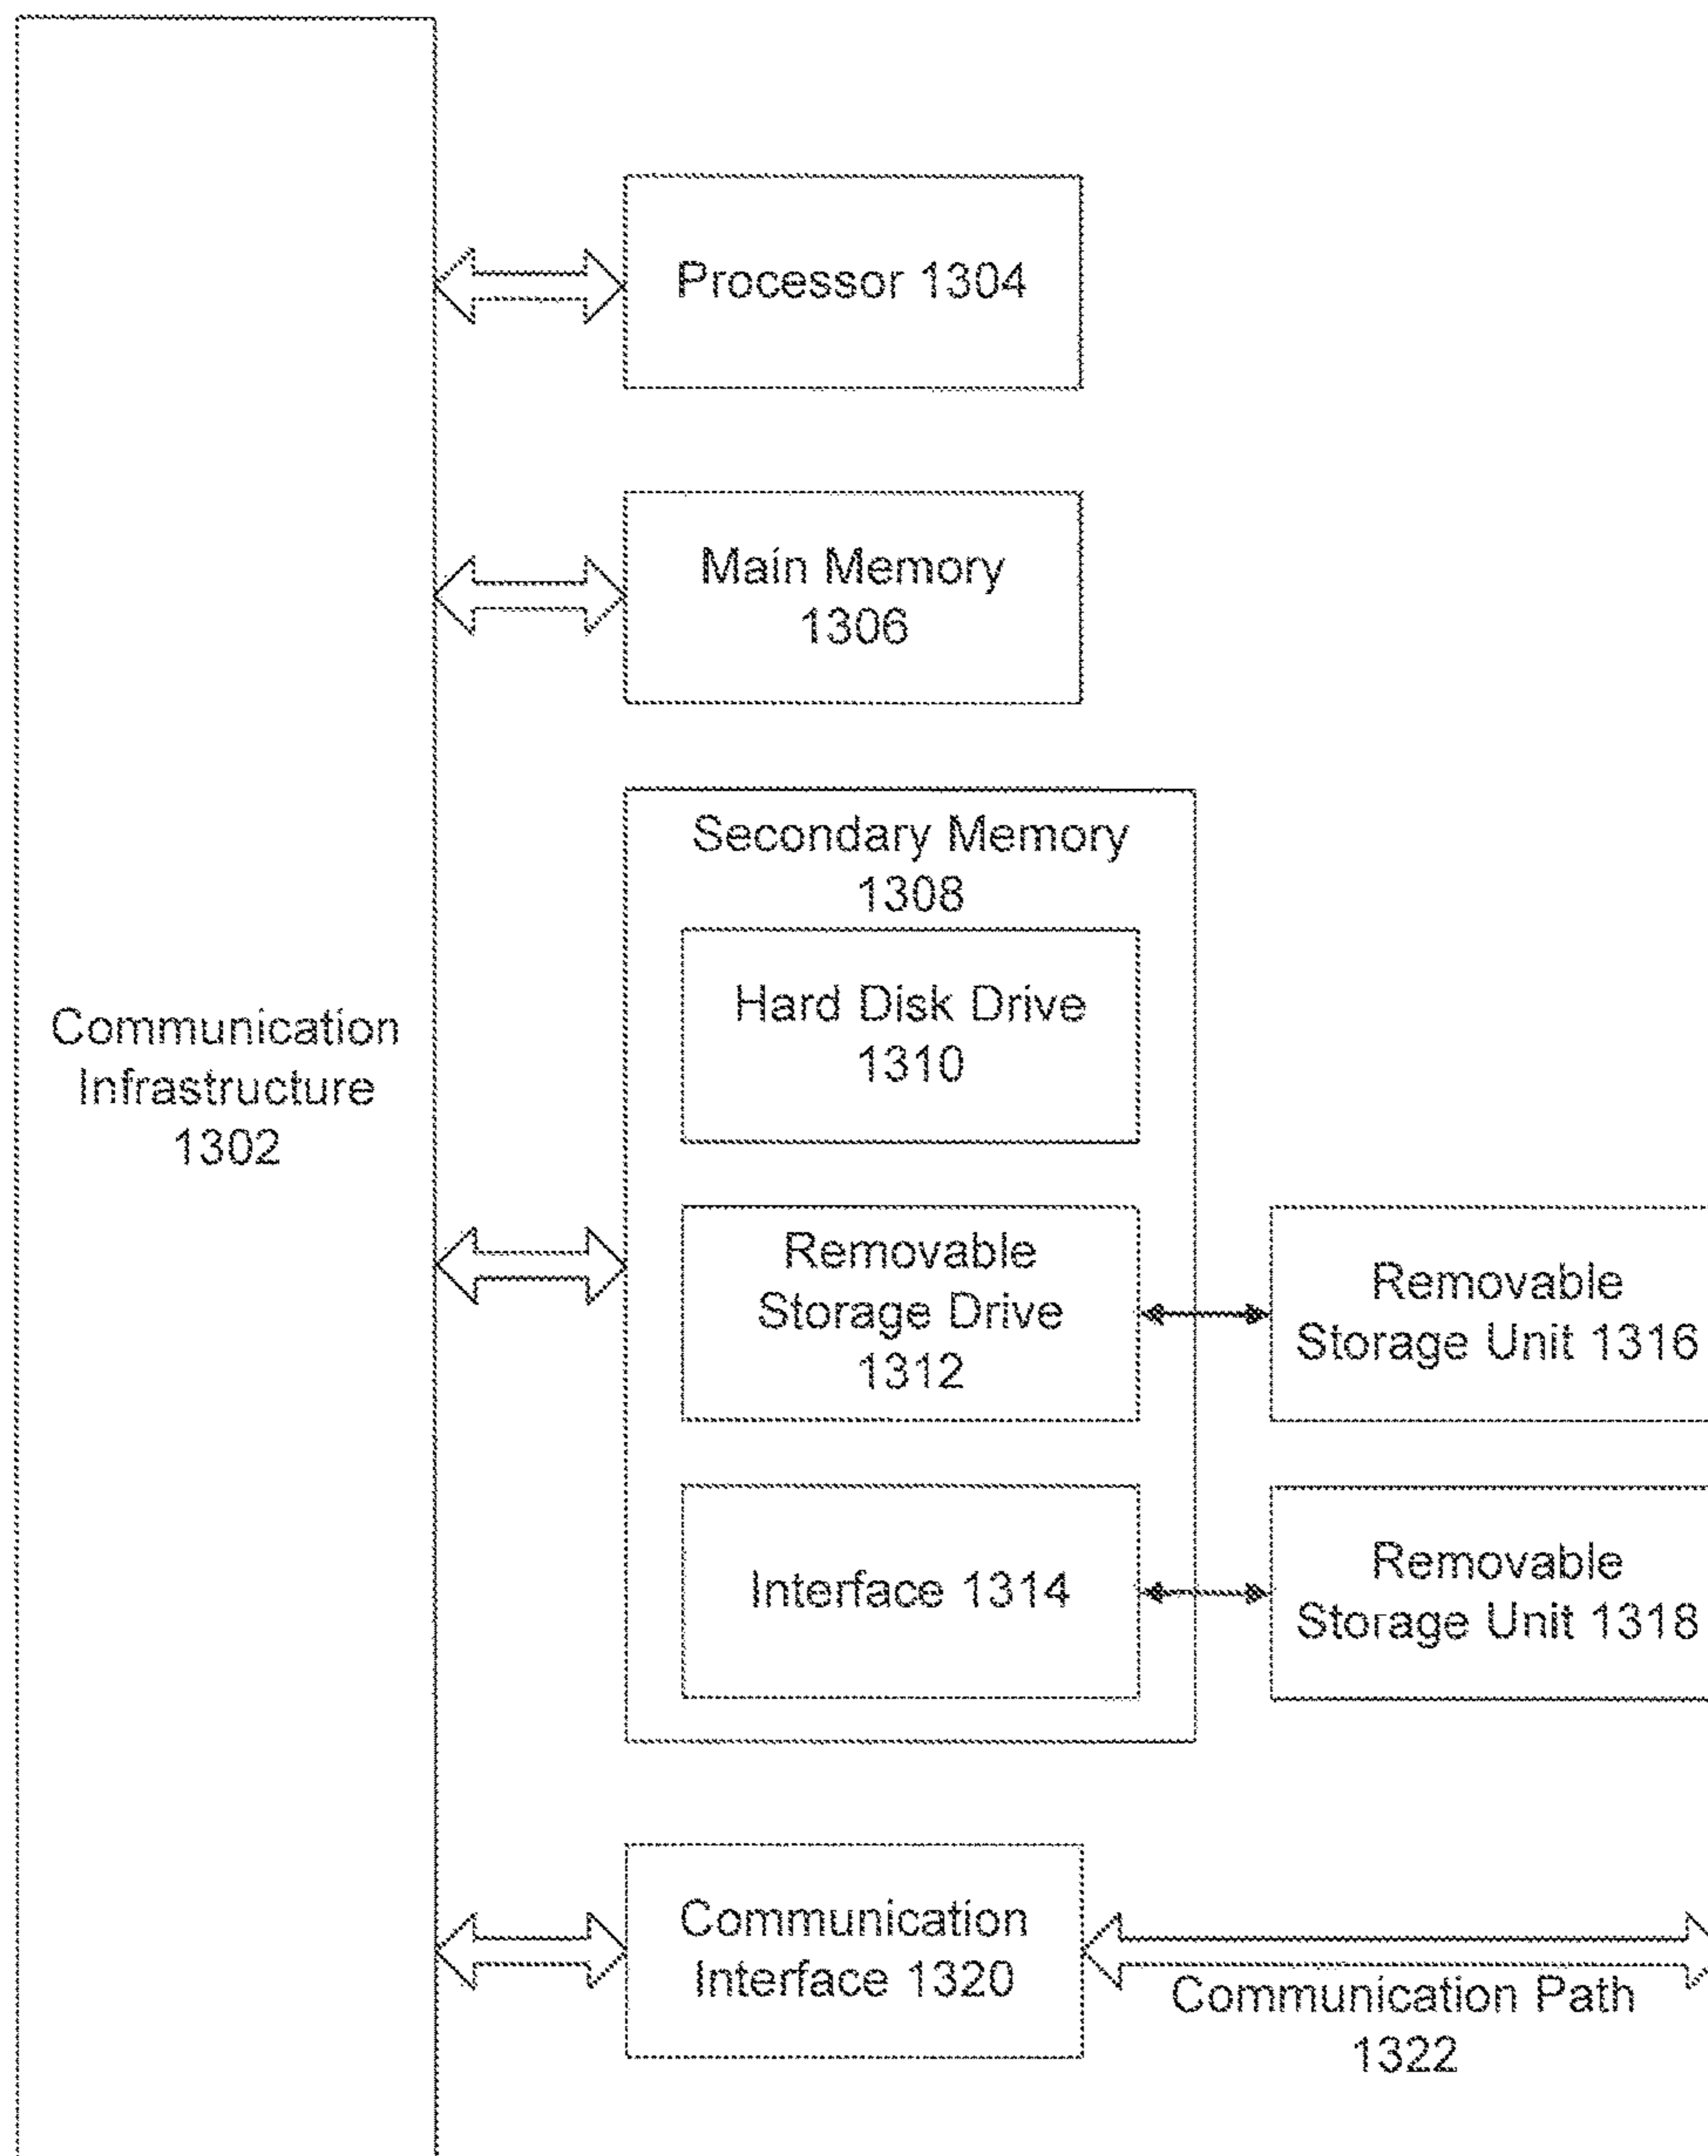 Processor 1304
Main Memory
1306
Secondary Memory
1308
Hard Disk Drive
1310
Communication
Infrastructure
1302
Removable
Storage Drive
1312
Removable
Storage Unit 1316
Interface 1314
Removable
Storage Unit 1318
Communication
Interface 1320
Communication Path
1322